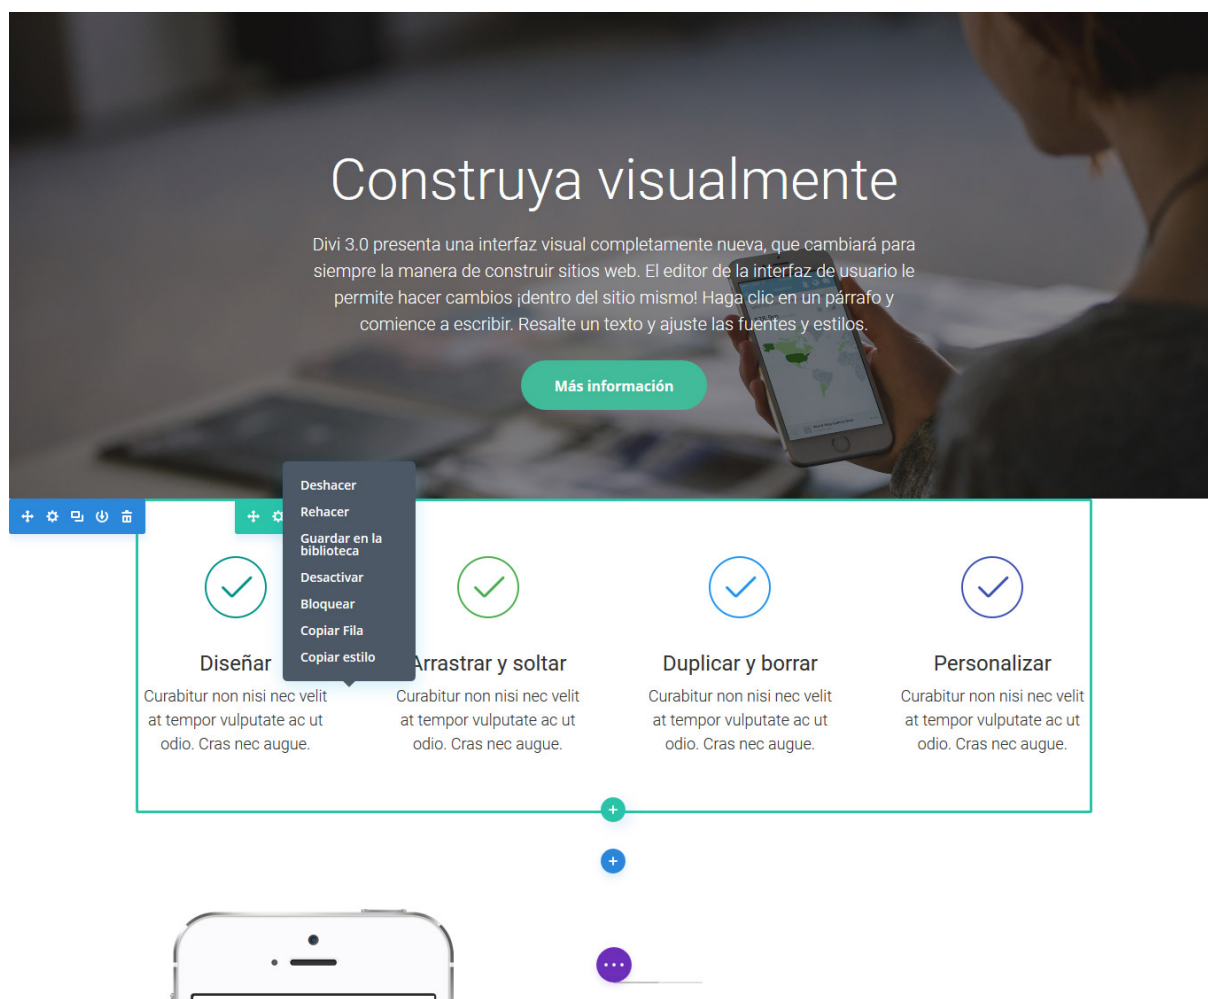 Construya visualmente
Divi 3.0 presenta una interfaz visual completamente nueva, que cambiará para
siempre la manera de construir sitios web. El editor de la interfaz de usuario le
permite hacer cambios ¡dentro del sitio mismo! Haga clic en un párrafo y
comience a escribir. Resalte un texto y ajuste las fuentes y estilos.
Más información
Deshacer
Rehacer
Guardar en la
biblioteca
Desactivar
Bloquear
Copiar Fila
Copiar estilo
Diseñar
Curabitur non nisi nec velit
at tempor vulputate ac ut
odio. Cras nec augue.
Arrastrar y soltar
Curabitur non nisi nec velit
at tempor vulputate ac ut
odio. Cras nec augue.
Duplicar y borrar
Curabitur non nisi nec velit
at tempor vulputate ac ut
odio. Cras nec augue.
Personalizar
Curabitur non nisi nec velit
at tempor vulputate ac ut
odio. Cras nec augue.